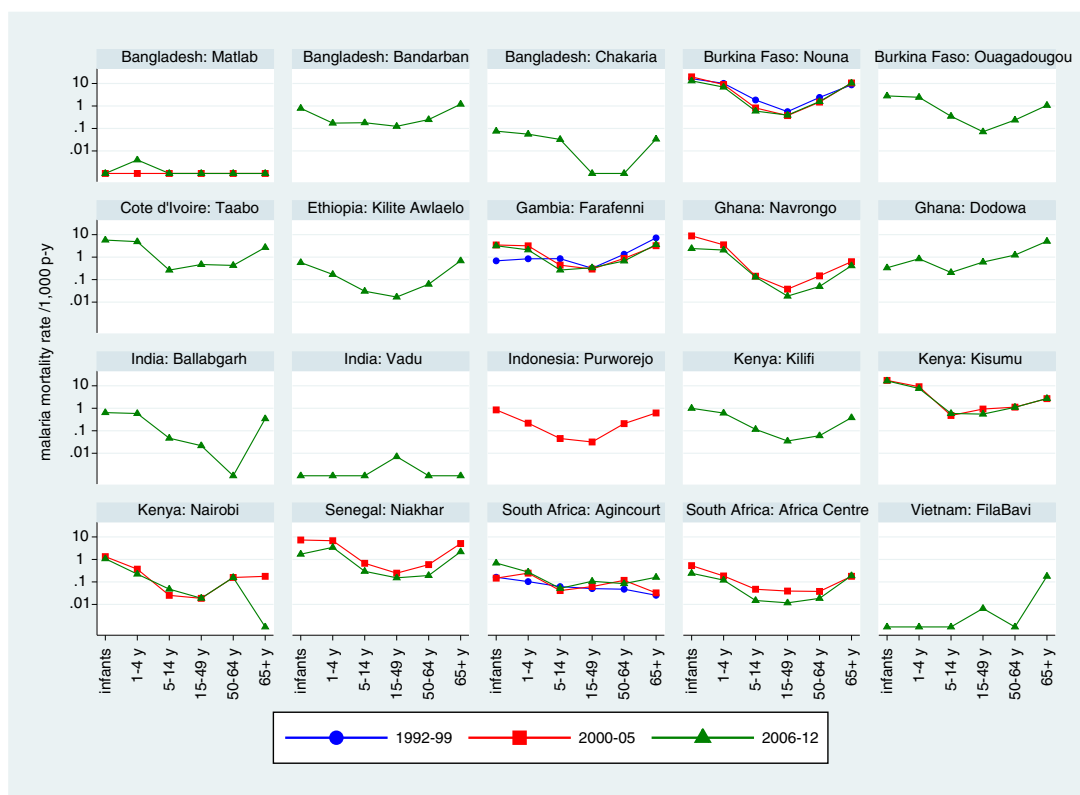 Bangladesh: Matlab Bangladesh: Bandarban Bangladesh: Chakaria Burkina Faso: Nouna Burkina Faso: Ouagadougou
10
1
.1
.01
Cote d'Ivoire: Taabo Ethiopia: Kilite Awlaelo Gambia: Farafenni Ghana: Navrongo Ghana: Dodowa
10
1
.1
.01
malaria mortality rate /1,000 p-y
India: Ballabgarh India: Vadu Indonesia: Purworejo Kenya: Kilifi Kenya: Kisumu
10
1
.1
.01
Kenya: Nairobi Senegal: Niakhar South Africa: Agincourt South Africa: Africa Centre Vietnam: FilaBavi
10
1
.1
.01
infants 1-4 y 5-14 y 15-49 y 50-64 y 65+ y infants 1-4 y 5-14 y 15-49 y 50-64 y 65+ y infants 1-4 y 5-14 y 15-49 y 50-64 y 65+ y infants 1-4 y 5-14 y 15-49 y 50-64 y 65+ y infants 1-4 y 5-14 y 15-49 y 50-64 y 65+ y
1992-99 2000-05 2006-12